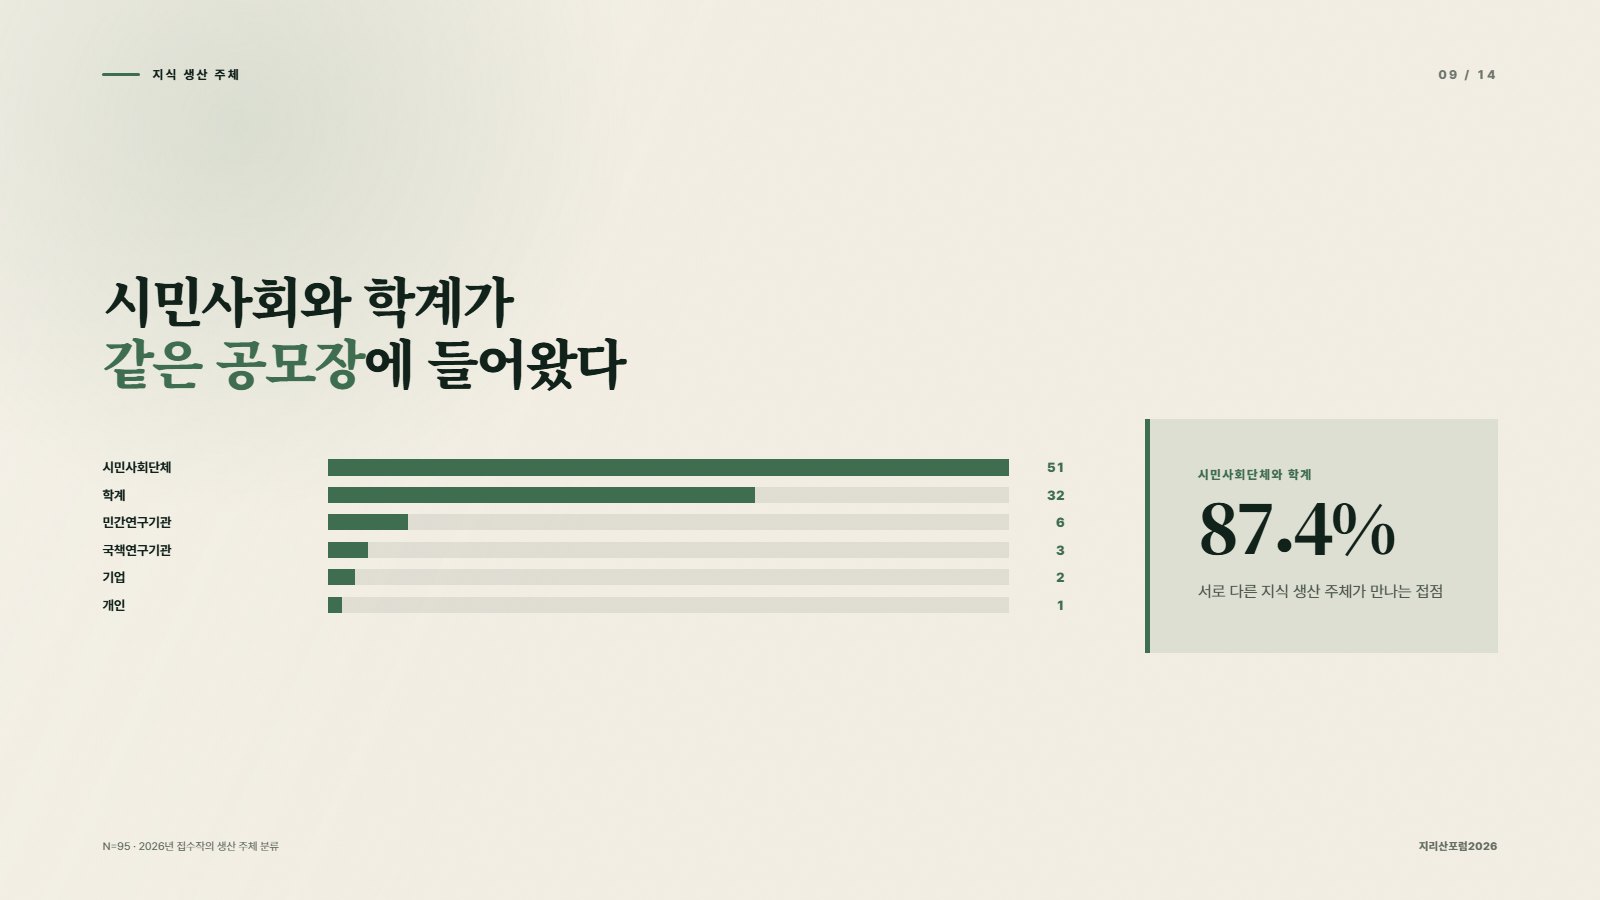 지식 생산 주체
09 / 14
시민사회와 학계가
같은 공모장에 들어왔다
시민사회단체 51
학계 32
민간연구기관 6
국책연구기관 3
기업 2
개인 1
시민사회단체와 학계
87.4%
서로 다른 지식 생산 주체가 만나는 접점
N=95 · 2026년 접수작의 생산 주체 분류
지리산포럼2026